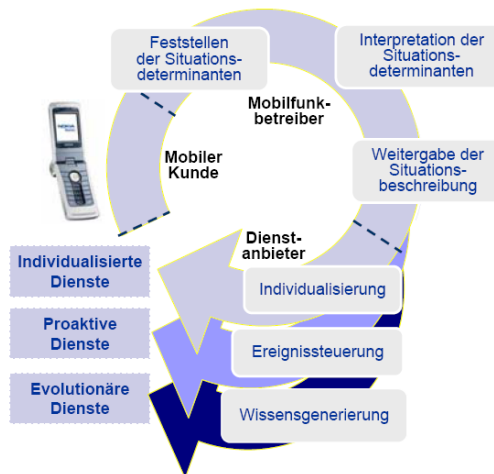 Feststellen
der Situations-
determinanten
Interpretation der
Situations-
determinanten
Mobilfunk-
betreiber
NOKIA
Mobiler
Kunde
Weitergabe der
Situations-
beschreibung
Dienst-
anbieter
Individualisierte
Dienste
Individualisierung
Proaktive
Dienste
Ereignissteuerung
Evolutionäre
Dienste
Wissensgenerierung